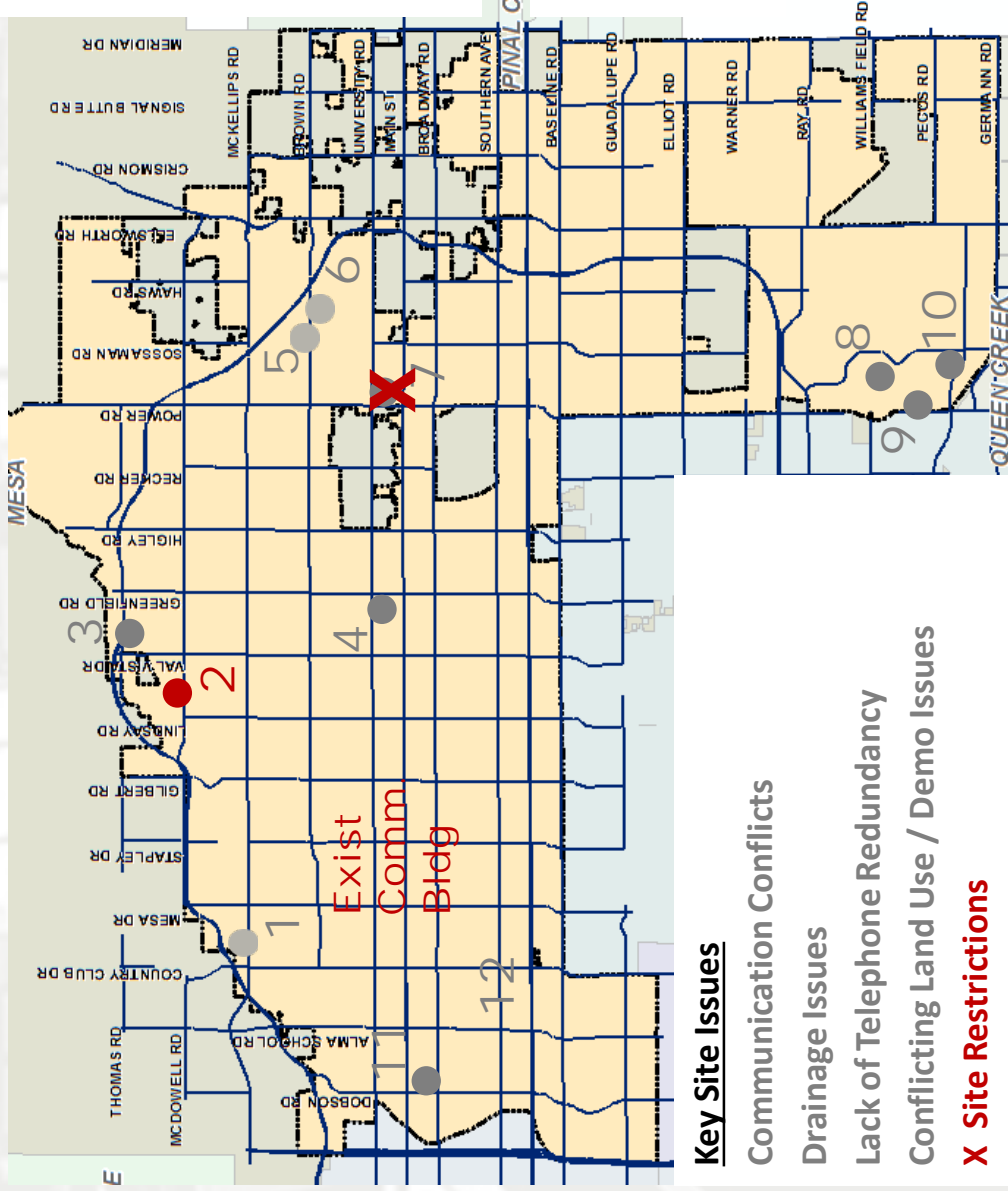 MESA
PINAL C
QUEEN CREEK
E
THOMAS RD
MCDOWELL RD
MCKELLIPS RD
BROWN RD
UNIVERSITY RD
MAIN ST
BROADWAY RD
SOUTHERN AVE
BASELINE RD
GUADALUPE RD
ELLIOT RD
WARNER RD
RAY RD
WILLIAMS FIELD RD
PECOS RD
GERMANN RD
DOBSON RD
ALMA SCHOOL RD
COUNTRY CLUB DR
MESA DR
STAPLEY DR
GILBERT RD
LINDSAY RD
VAL VISTA DR
GREENFIELD RD
HIGLEY RD
RECKER RD
POWER RD
SOSSAMAN RD
HAWS RD
ELLSWORTH RD
CRISMON RD
SIGNAL BUTTE RD
MERIDIAN DR
1
2
3
4
5
6
7
X
8
9
10
11
12
Exist
Comm
Bldg
Key Site Issues
Communication Conflicts
Drainage Issues
Lack of Telephone Redundancy
Conflicting Land Use / Demo Issues
X Site Restrictions